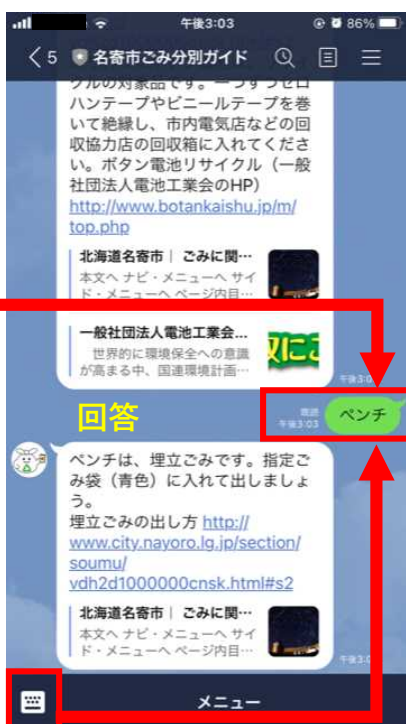 午後3:03
86%
5 名寄市ごみ分別ガイド
クルの対象品です。一つずつセロ
ハンテープやビニールテープを巻
いて絶縁し、市内電気店などの回
収協力店の回収箱に入れてくださ
い。ボタン電池リサイクル（一般
社団法人電池工業会のHP）
http://www.botankaishu.jp/m/
top.php
北海道名寄市｜ ごみに関…
本文へ ナビ・メニューへ サイ
ド・メニューへ ページ内目…
一般社団法人電池工業会...
世界的に環境保全への意識
が高まる中、国連環境計画…
収にこ
午後3:0
ペンチ
既読
午後3:03
回答
ペンチは、埋立ごみです。指定ご
み袋（青色）に入れて出しましょ
う。
埋立ごみの出し方 http://
www.city.nayoro.lg.jp/section/
soumu/
vdh2d1000000cnsk.html#s2
北海道名寄市｜ ごみに関…
本文へ ナビ・メニューへ サイ
ド・メニューへ ページ内目…
午後3:0
メニュー